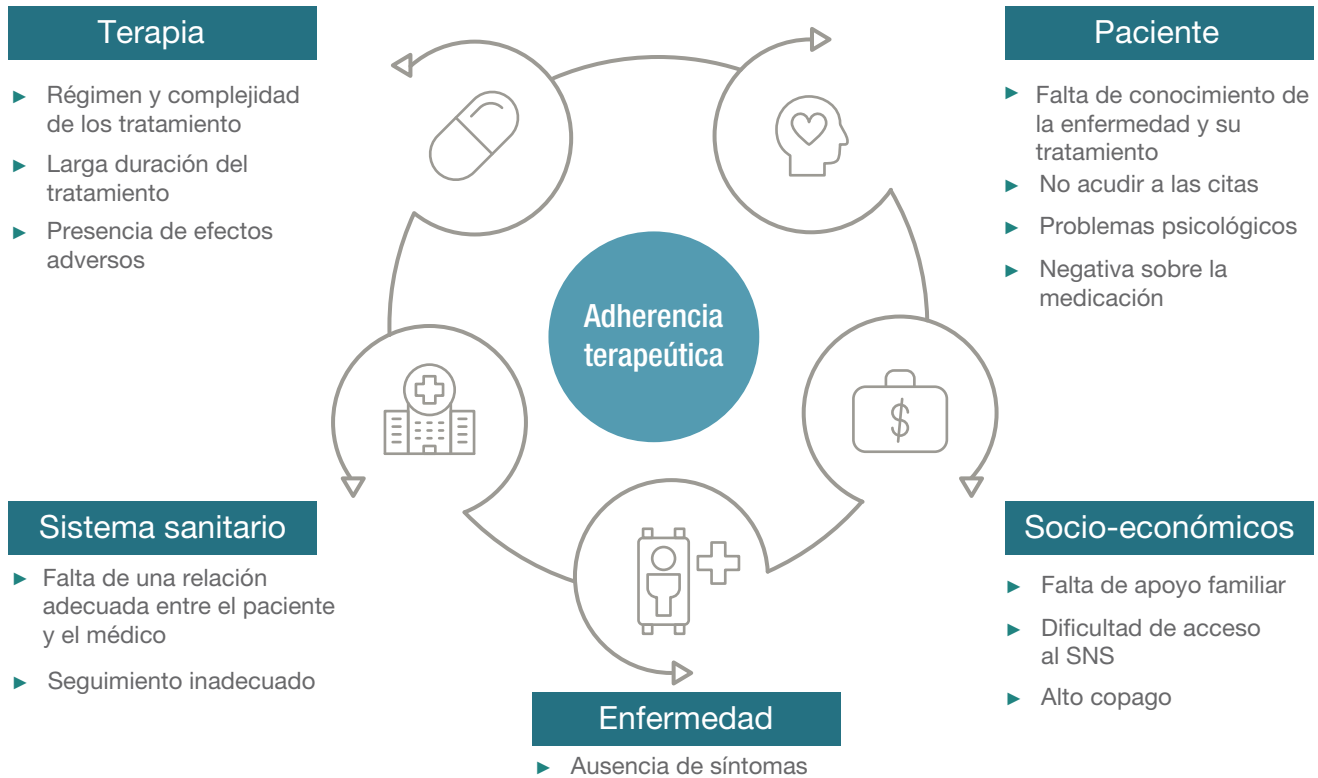 Terapia
► Régimen y complejidad
de los tratamiento
► Larga duración del
tratamiento
► Presencia de efectos
adversos
Paciente
► Falta de conocimiento de
la enfermedad y su
tratamiento
► No acudir a las citas
► Problemas psicológicos
► Negativa sobre la
medicación
Adherencia
terapeútica
$
Sistema sanitario
► Falta de una relación
adecuada entre el paciente
y el médico
► Seguimiento inadecuado
Socio-económicos
► Falta de apoyo familiar
► Dificultad de acceso
al SNS
► Alto copago
Enfermedad
► Ausencia de síntomas